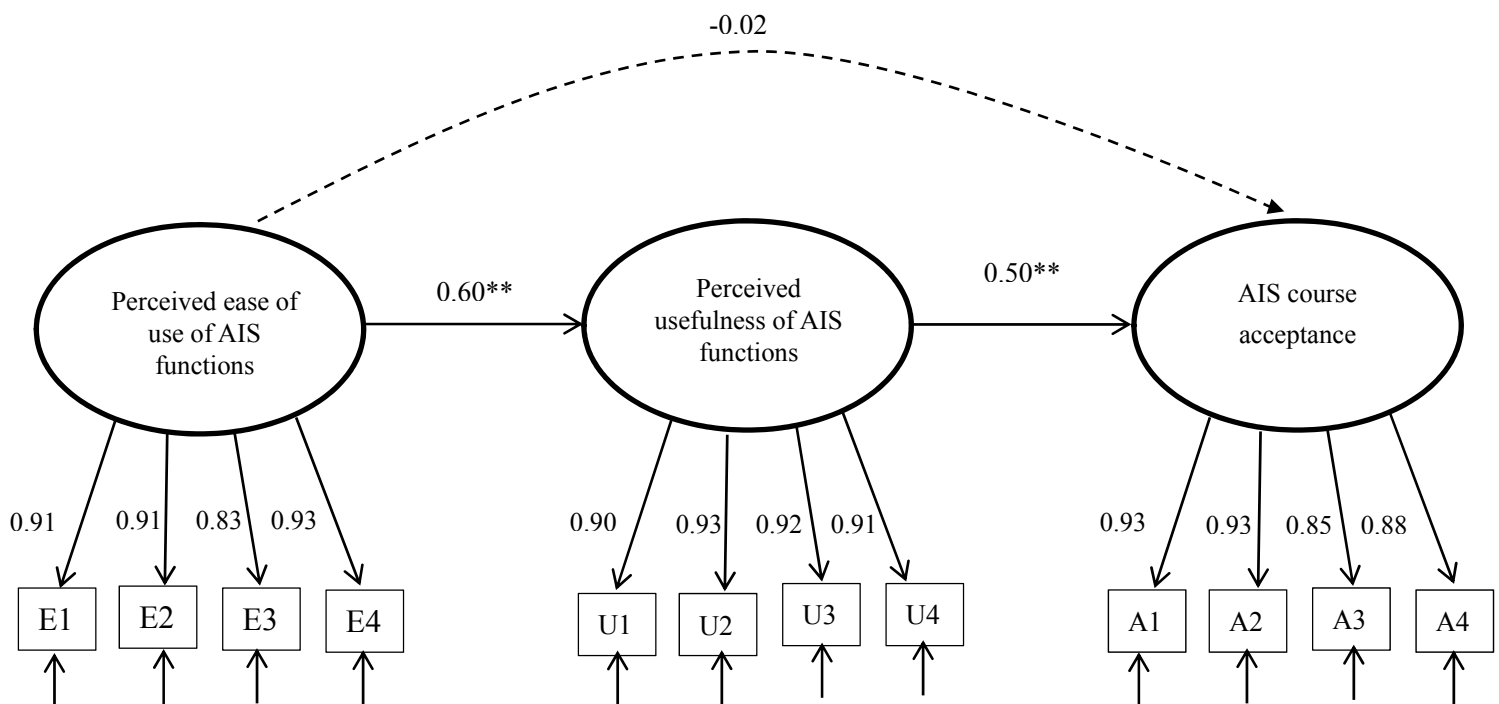 -0.02
Perceived ease of
use of AIS
functions
0.60**
Perceived
usefulness of AIS
functions
0.50**
AIS course
acceptance
0.91
0.91
0.83
0.93
0.90
0.93
0.92
0.91
0.93
0.93
0.85
0.88
E1
E2
E3
E4
U1
U2
U3
U4
A1
A2
A3
A4